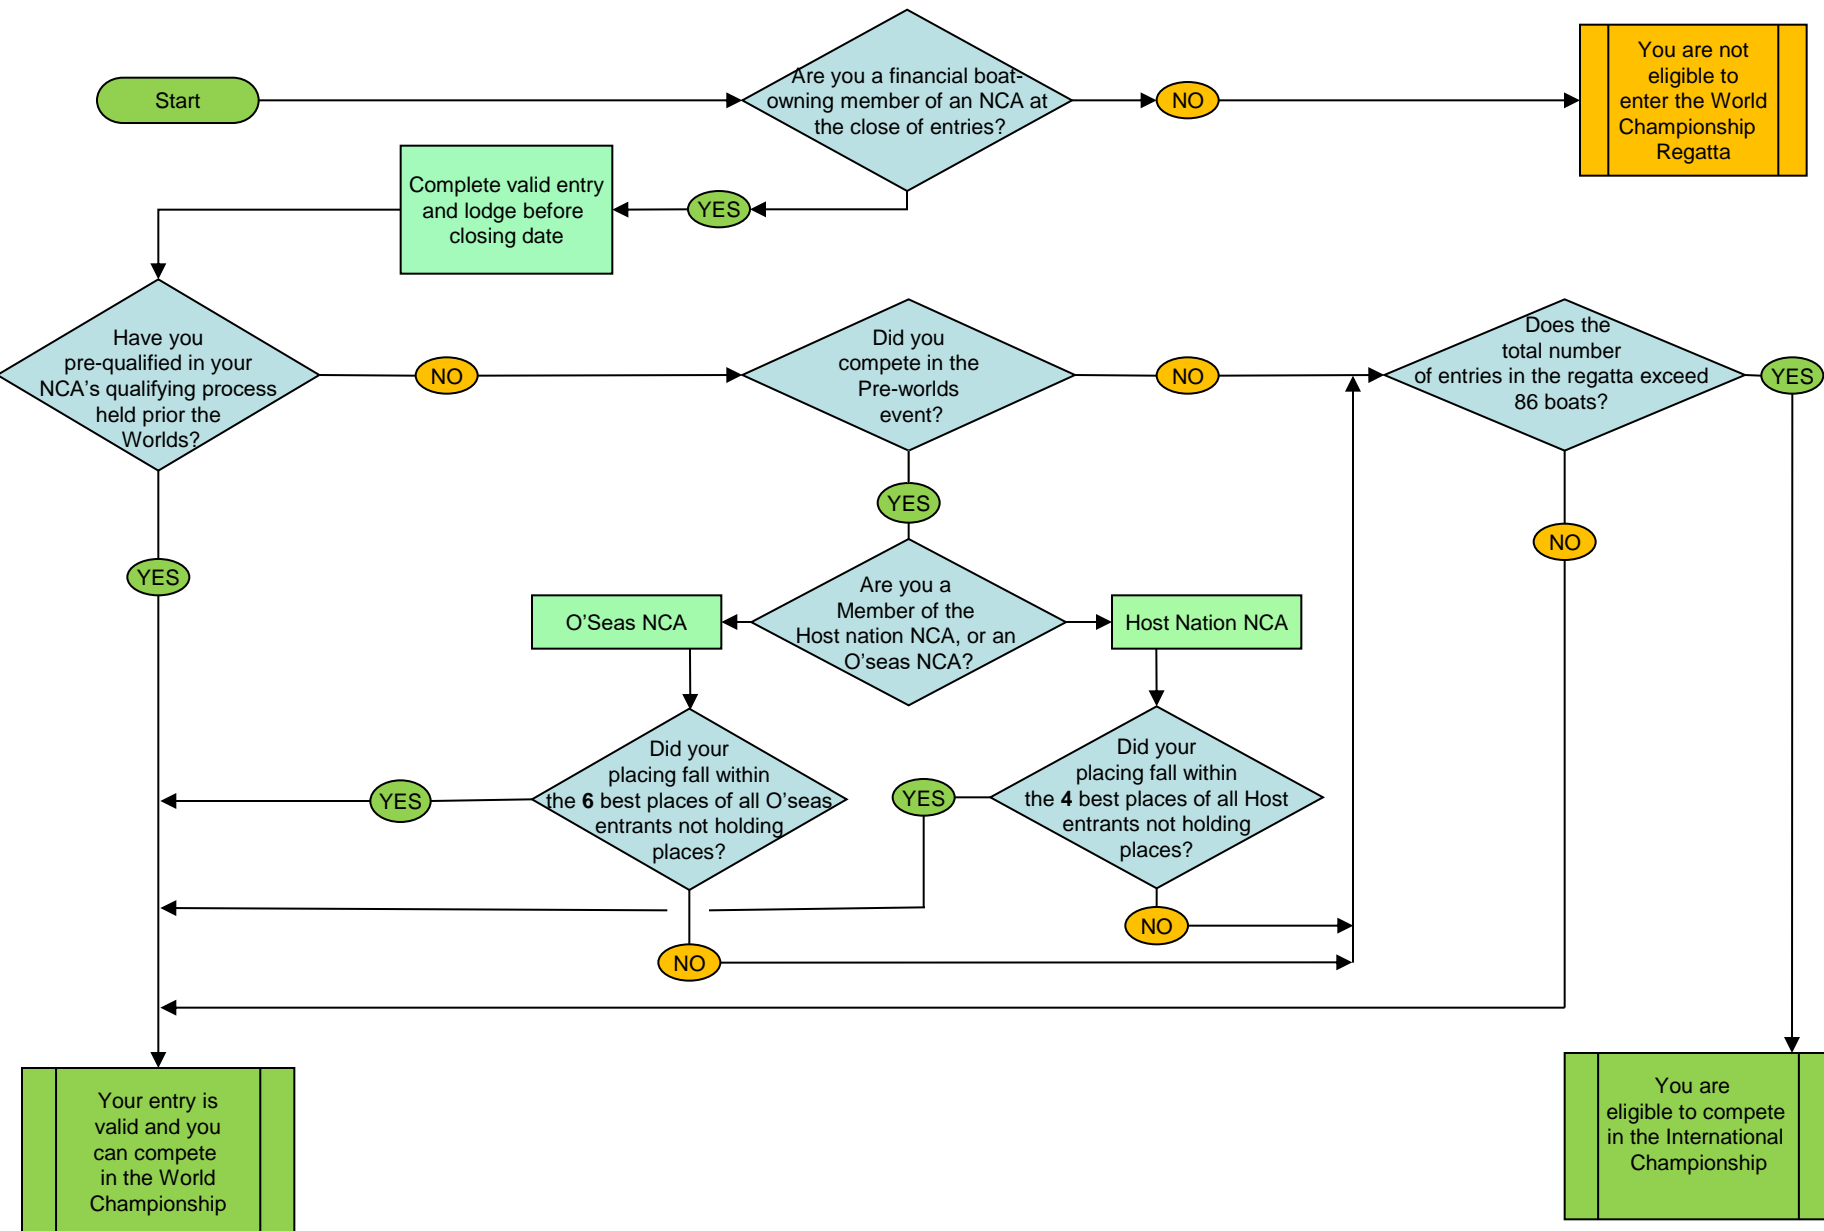 Start
Are you a financial boat-
owning member of an NCA at
the close of entries?
NO
You are not
eligible to
enter the World
Championship
Regatta
Complete valid entry
and lodge before
closing date
YES
Have you
pre-qualified in your
NCA's qualifying process
held prior the
Worlds?
NO
Did you
compete in the
Pre-worlds
event?
NO
Does the
total number
of entries in the regatta exceed
86 boats?
YES
YES
NO
YES
Are you a
Member of the
Host nation NCA, or an
O'seas NCA?
O'Seas NCA
Host Nation NCA
Did your
placing fall within
the 6 best places of all O'seas
entrants not holding
places?
YES
Did your
placing fall within
the 4 best places of all Host
entrants not holding
places?
YES
NO
NO
Your entry is
valid and you
can compete
in the World
Championship
You are
eligible to compete
in the International
Championship